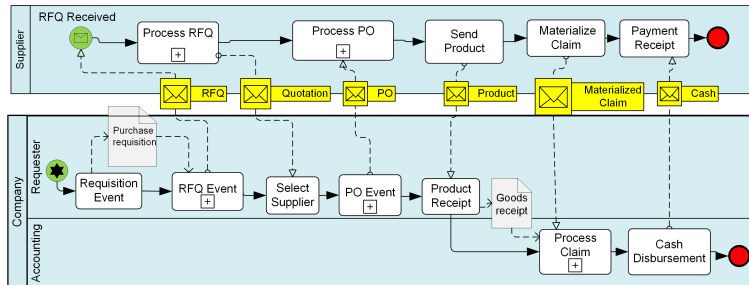 RFQ Received
Supplier
Process RFQ
Process PO
Send
Product
Materialize
Claim
Payment
Receipt
RFQ
Quotation
PO
Product
Materialized
Claim
Cash
Company
Requester
Purchase
requisition
Requisition
Event
RFQ Event
Select
Supplier
PO Event
Product
Receipt
Goods
receipt
Accounting
Process
Claim
Cash
Disbursement